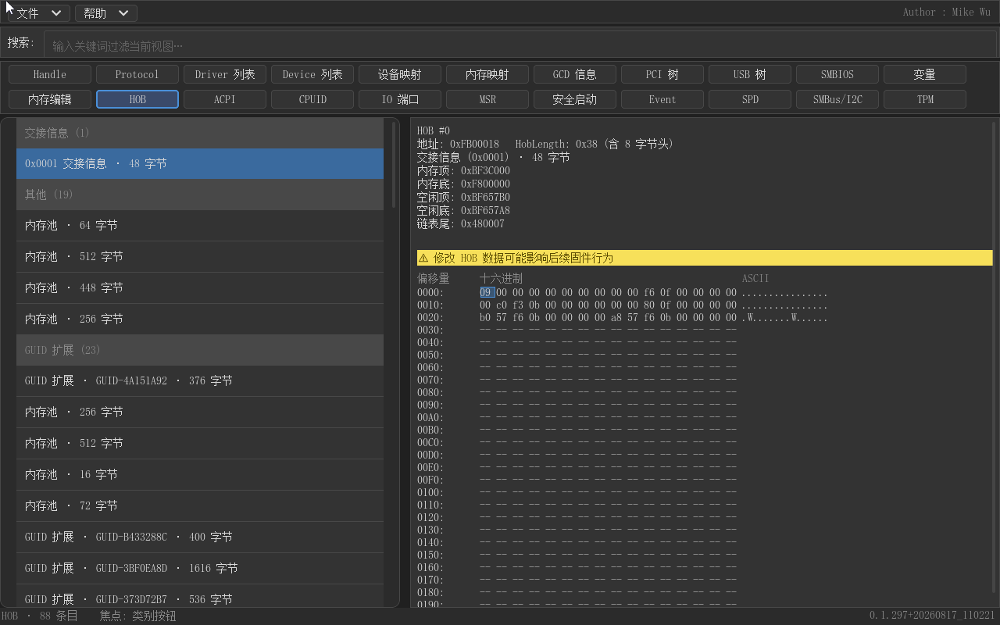 文件 帮助 Author : Mike Wu
搜索: 输入关键词过滤当前视图…
Handle Protocol Driver 列表 Device 列表 设备映射 内存映射 GCD 信息 PCI 树 USB 树 SMBIOS 变量
内存编辑 HOB ACPI CPUID IO 端口 MSR 安全启动 Event SPD SMBus/I2C TPM
交接信息 (1)
0x0001 交接信息 · 48 字节
其他 (19)
内存池 · 64 字节
内存池 · 512 字节
内存池 · 448 字节
内存池 · 256 字节
GUID 扩展 (23)
GUID 扩展 · GUID-4A151A92 · 376 字节
内存池 · 256 字节
内存池 · 512 字节
内存池 · 16 字节
内存池 · 72 字节
GUID 扩展 · GUID-B433288C · 400 字节
GUID 扩展 · GUID-3BF0EA8D · 1616 字节
GUID 扩展 · GUID-373D72B7 · 536 字节
HOB #0
地址: 0xFB00018 HobLength: 0x38 (含 8 字节头)
交接信息 (0x0001) · 48 字节
内存顶: 0xBF3C000
内存底: 0xF800000
空闲顶: 0xBF657B0
空闲底: 0xBF657A8
链表尾: 0x480007
⚠ 修改 HOB 数据可能影响后续固件行为
偏移量 十六进制 ASCII
0000: 09 00 00 00 00 00 00 00 00 00 f6 0f 00 00 00 00 ................
0010: 00 c0 f3 0b 00 00 00 00 00 00 80 0f 00 00 00 00 ................
0020: b0 57 f6 0b 00 00 00 00 a8 57 f6 0b 00 00 00 00 .W.......W......
0030: -- -- -- -- -- -- -- -- -- -- -- -- -- -- -- --
0040: -- -- -- -- -- -- -- -- -- -- -- -- -- -- -- --
0050: -- -- -- -- -- -- -- -- -- -- -- -- -- -- -- --
0060: -- -- -- -- -- -- -- -- -- -- -- -- -- -- -- --
0070: -- -- -- -- -- -- -- -- -- -- -- -- -- -- -- --
0080: -- -- -- -- -- -- -- -- -- -- -- -- -- -- -- --
0090: -- -- -- -- -- -- -- -- -- -- -- -- -- -- -- --
00A0: -- -- -- -- -- -- -- -- -- -- -- -- -- -- -- --
00B0: -- -- -- -- -- -- -- -- -- -- -- -- -- -- -- --
00C0: -- -- -- -- -- -- -- -- -- -- -- -- -- -- -- --
00D0: -- -- -- -- -- -- -- -- -- -- -- -- -- -- -- --
00E0: -- -- -- -- -- -- -- -- -- -- -- -- -- -- -- --
00F0: -- -- -- -- -- -- -- -- -- -- -- -- -- -- -- --
0100: -- -- -- -- -- -- -- -- -- -- -- -- -- -- -- --
0110: -- -- -- -- -- -- -- -- -- -- -- -- -- -- -- --
0120: -- -- -- -- -- -- -- -- -- -- -- -- -- -- -- --
0130: -- -- -- -- -- -- -- -- -- -- -- -- -- -- -- --
0140: -- -- -- -- -- -- -- -- -- -- -- -- -- -- -- --
0150: -- -- -- -- -- -- -- -- -- -- -- -- -- -- -- --
0160: -- -- -- -- -- -- -- -- -- -- -- -- -- -- -- --
0170: -- -- -- -- -- -- -- -- -- -- -- -- -- -- -- --
0180: -- -- -- -- -- -- -- -- -- -- -- -- -- -- -- --
0190: -- -- -- -- -- -- -- -- -- -- -- -- -- -- -- --
HOB · 88 条目 焦点: 类别按钮 0.1.297+20260817_110221